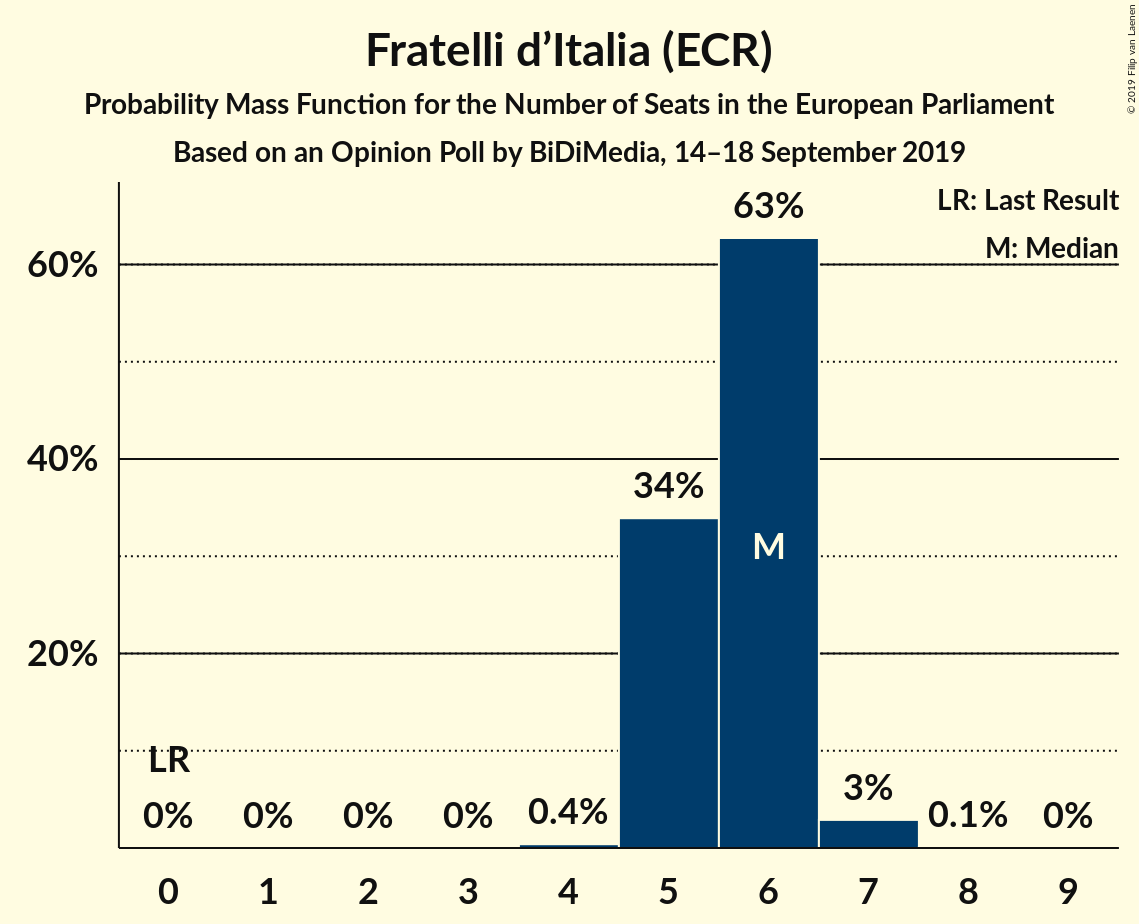 Fratelli d’Italia (ECR)
Probability Mass Function for the Number of Seats in the European Parliament
Based on an Opinion Poll by BiDiMedia, 14–18 September 2019
© 2019 Filip van Laenen
LR: Last Result
M: Median
63%
60%
40%
34%
M
20%
LR
0%
0%
0%
0%
0.4%
3%
0.1%
0%
0 1 2 3 4 5 6 7 8 9